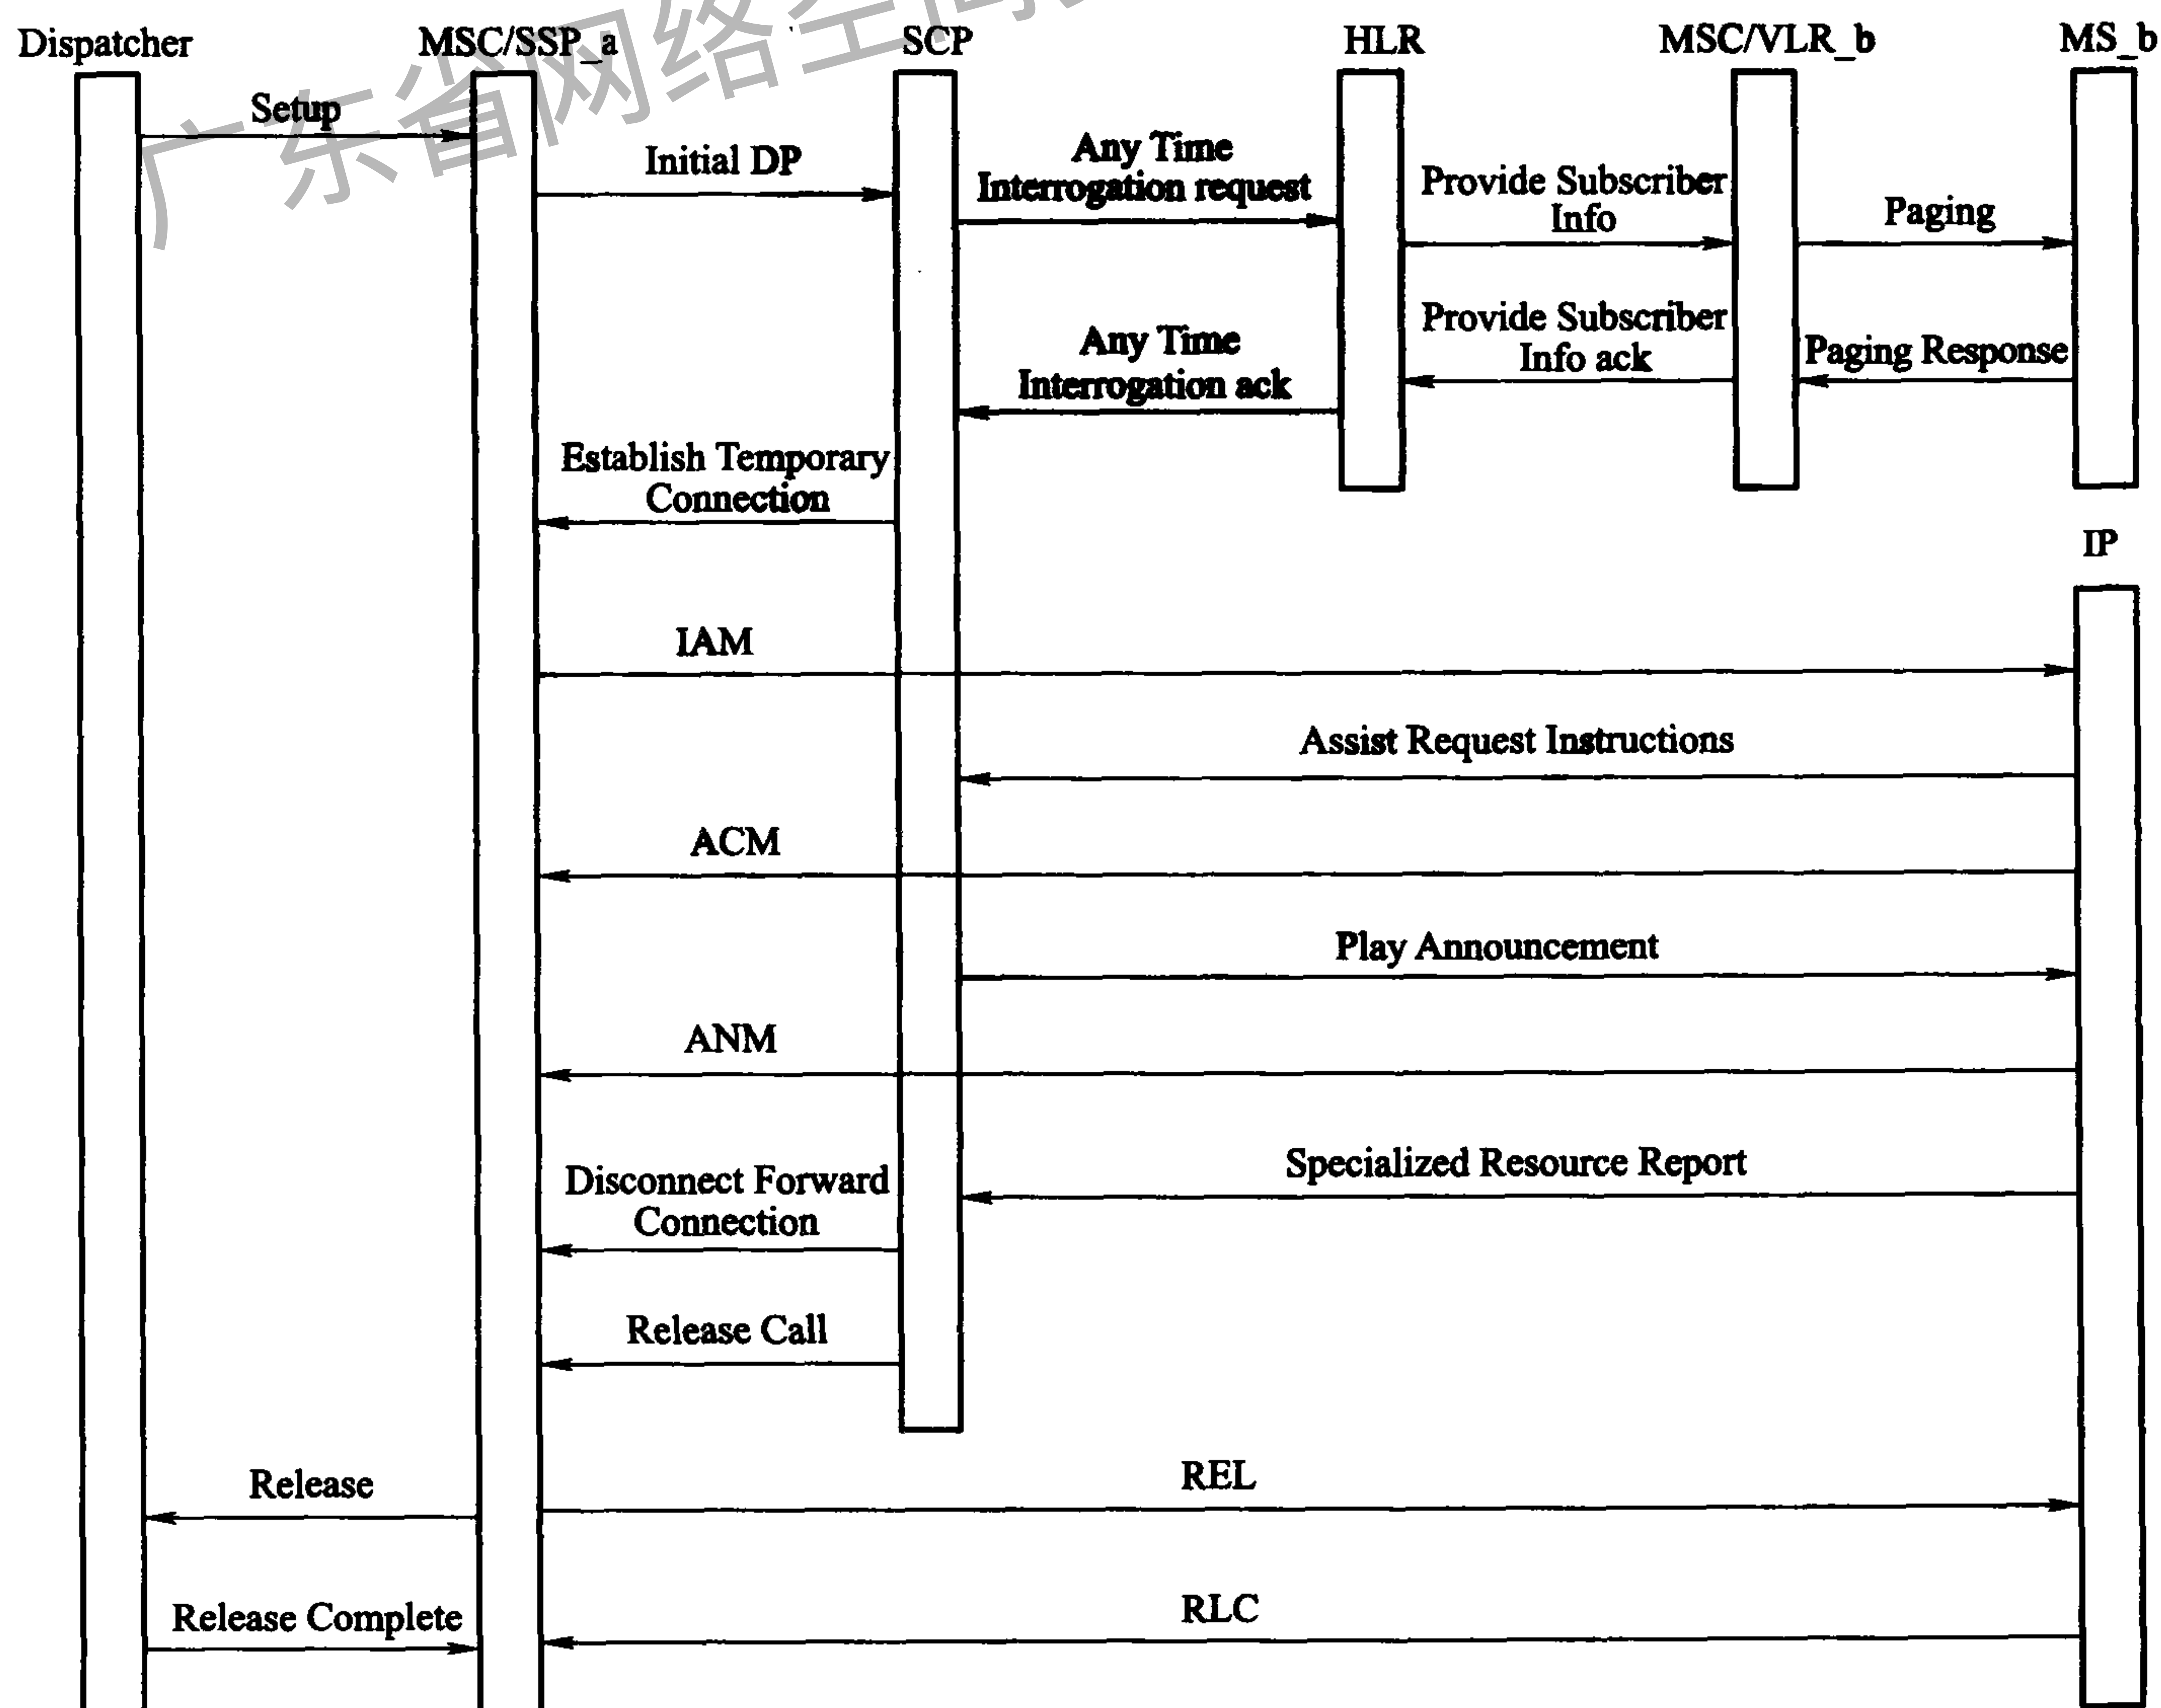 Dispatcher
MSC/SSP_a
SCP
HLR
MSC/VLR_b
MS_b
Setup
Initial DP
Any Time
Interrogation request
Provide Subscriber
Info
Paging
Any Time
Interrogation ack
Provide Subscriber
Info ack
Paging Response
Establish Temporary
Connection
IP
IAM
Assist Request Instructions
ACM
Play Announcement
ANM
Specialized Resource Report
Disconnect Forward
Connection
Release Call
Release
REL
Release Complete
RLC
广东省网络空间